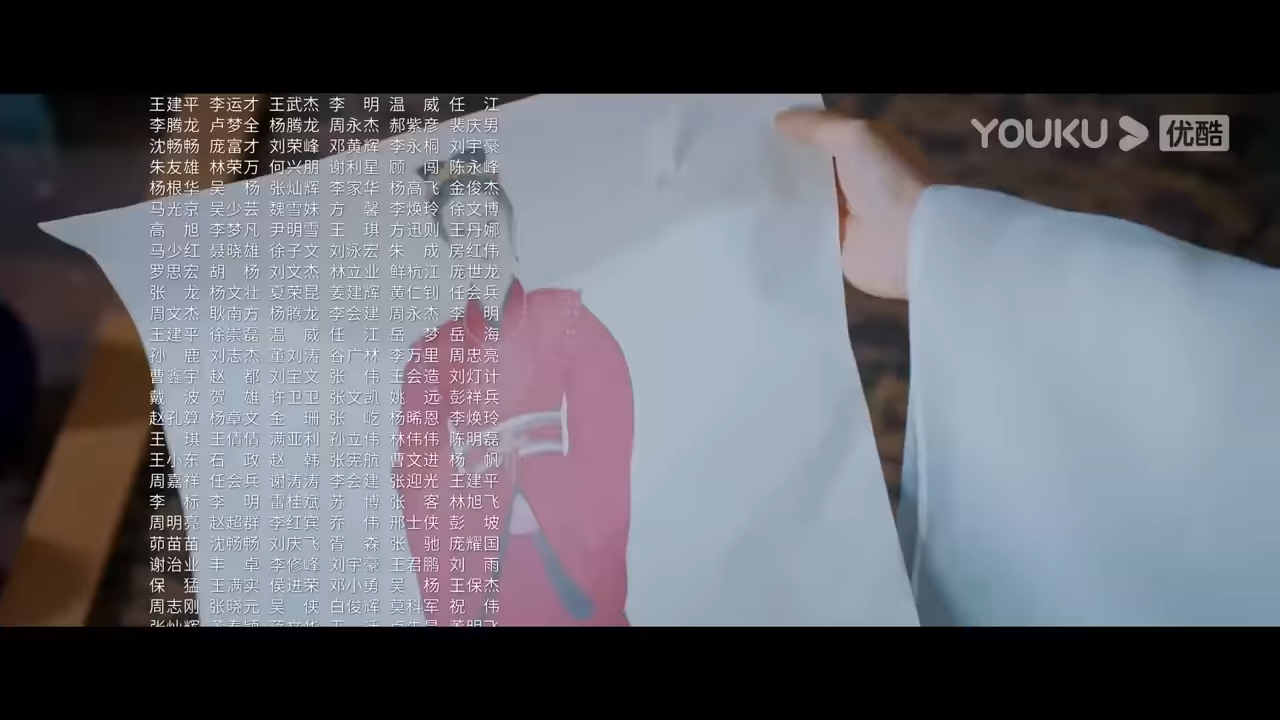 王建平 李运才 王武杰 李 明 温 威 任 江
李腾龙 卢梦全 杨腾龙 周永杰 郝紫彦 裴庆男
沈畅畅 庞富才 刘荣峰 邓黄辉 李永桐 刘宇豪
朱友雄 林荣万 何兴朋 谢利星 顾 闯 陈永峰
杨根华 吴 杨 张灿辉 李家华 杨高飞 金俊杰
马光京 吴少芸 魏雪妹 方 馨 李焕玲 徐文博
高 旭 李梦凡 尹明雪 王 琪 方迅则 王丹娜
马少红 聂晓雄 徐子文 刘泳宏 朱 成 房红伟
罗思宏 胡 杨 刘文杰 林立业 鲜杭江 庞世龙
张 龙 杨文壮 夏荣昆 姜建辉 黄仁钊 任会兵
周文杰 耿南方 杨腾龙 李会建 周永杰 李 明
王建平 徐崇磊 温 威 任 江 岳 梦 岳 海
孙 鹿 刘志杰 董刘涛 谷广林 李万里 周忠亮
曹鑫宇 赵 都 刘宝文 张 伟 王会造 刘灯计
戴 波 贺 雄 许卫卫 张文凯 姚 远 彭祥兵
赵孔算 杨章文 金 珊 张 屹 杨晞恩 李焕玲
王 琪 王倩倩 满亚利 孙立伟 林伟伟 陈明磊
王小东 石 政 赵 韩 张宪航 曹文进 杨 帆
周嘉祥 任会兵 谢涛涛 李会建 张迎光 王建平
李 标 李 明 雷桂斌 苏 博 张 客 林旭飞
周明亮 赵超群 李红宾 乔 伟 邢士侠 彭 坡
茆苗苗 沈畅畅 刘庆飞 胥 森 张 驰 庞耀国
谢治业 丰 卓 李修峰 刘宇豪 王君鹏 刘 雨
保 猛 王满实 侯进荣 邓小勇 吴 杨 王保杰
周志刚 张晓元 吴 侠 白俊辉 莫科军 祝 伟
YOUKU 优酷